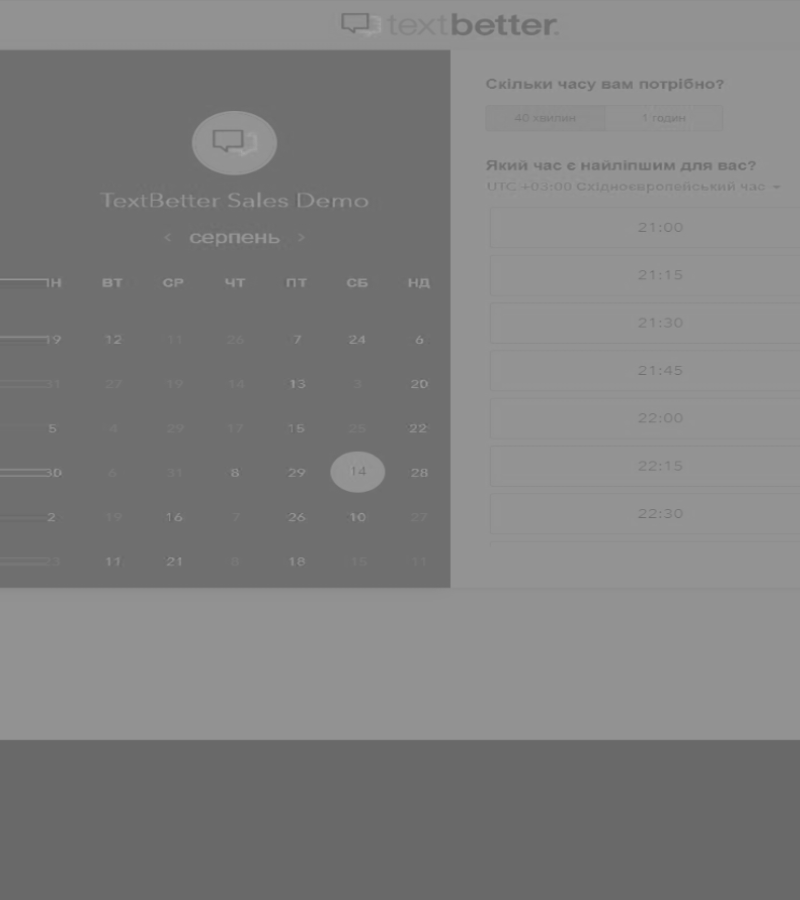 textbetter.
TextBetter Sales Demo
< серпень >
ВТ СР ЧТ ПТ СБ НД
19 12 11 26 7 24 6
27 19 14 13 3 20
5 4 29 17 15 25 22
30 6 31 8 29 14 28
2 19 16 7 26 10 27
23 11 21 8 18 15 11
Скільки часу вам потрібно?
40 хвилин 1 годин
Який час є найліпшим для вас?
UTC +03:00 Східноєвропейський час
21:00
21:15
21:30
21:45
22:00
22:15
22:30